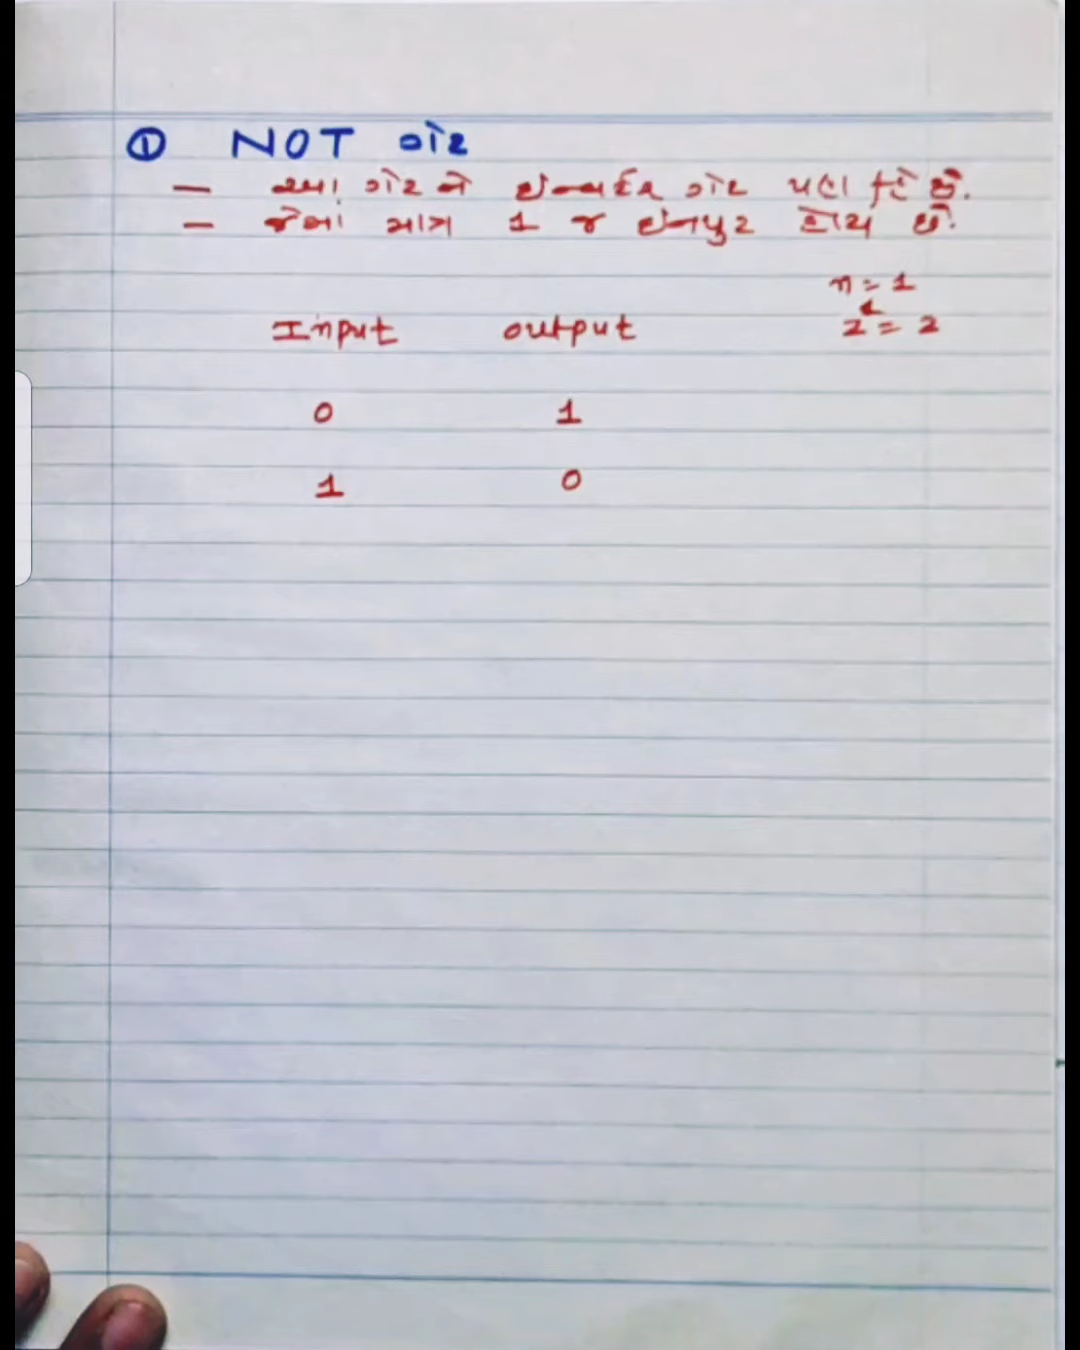 ① NOT ગેટ
— આ ગેટ ને ઇન્વર્ટર ગેટ પણ કહે છે.
— જેમાં માત્ર 1 જ ઇનપુટ હોય છે.
n = 1
2¹ = 2
Input output
0 1
1 0